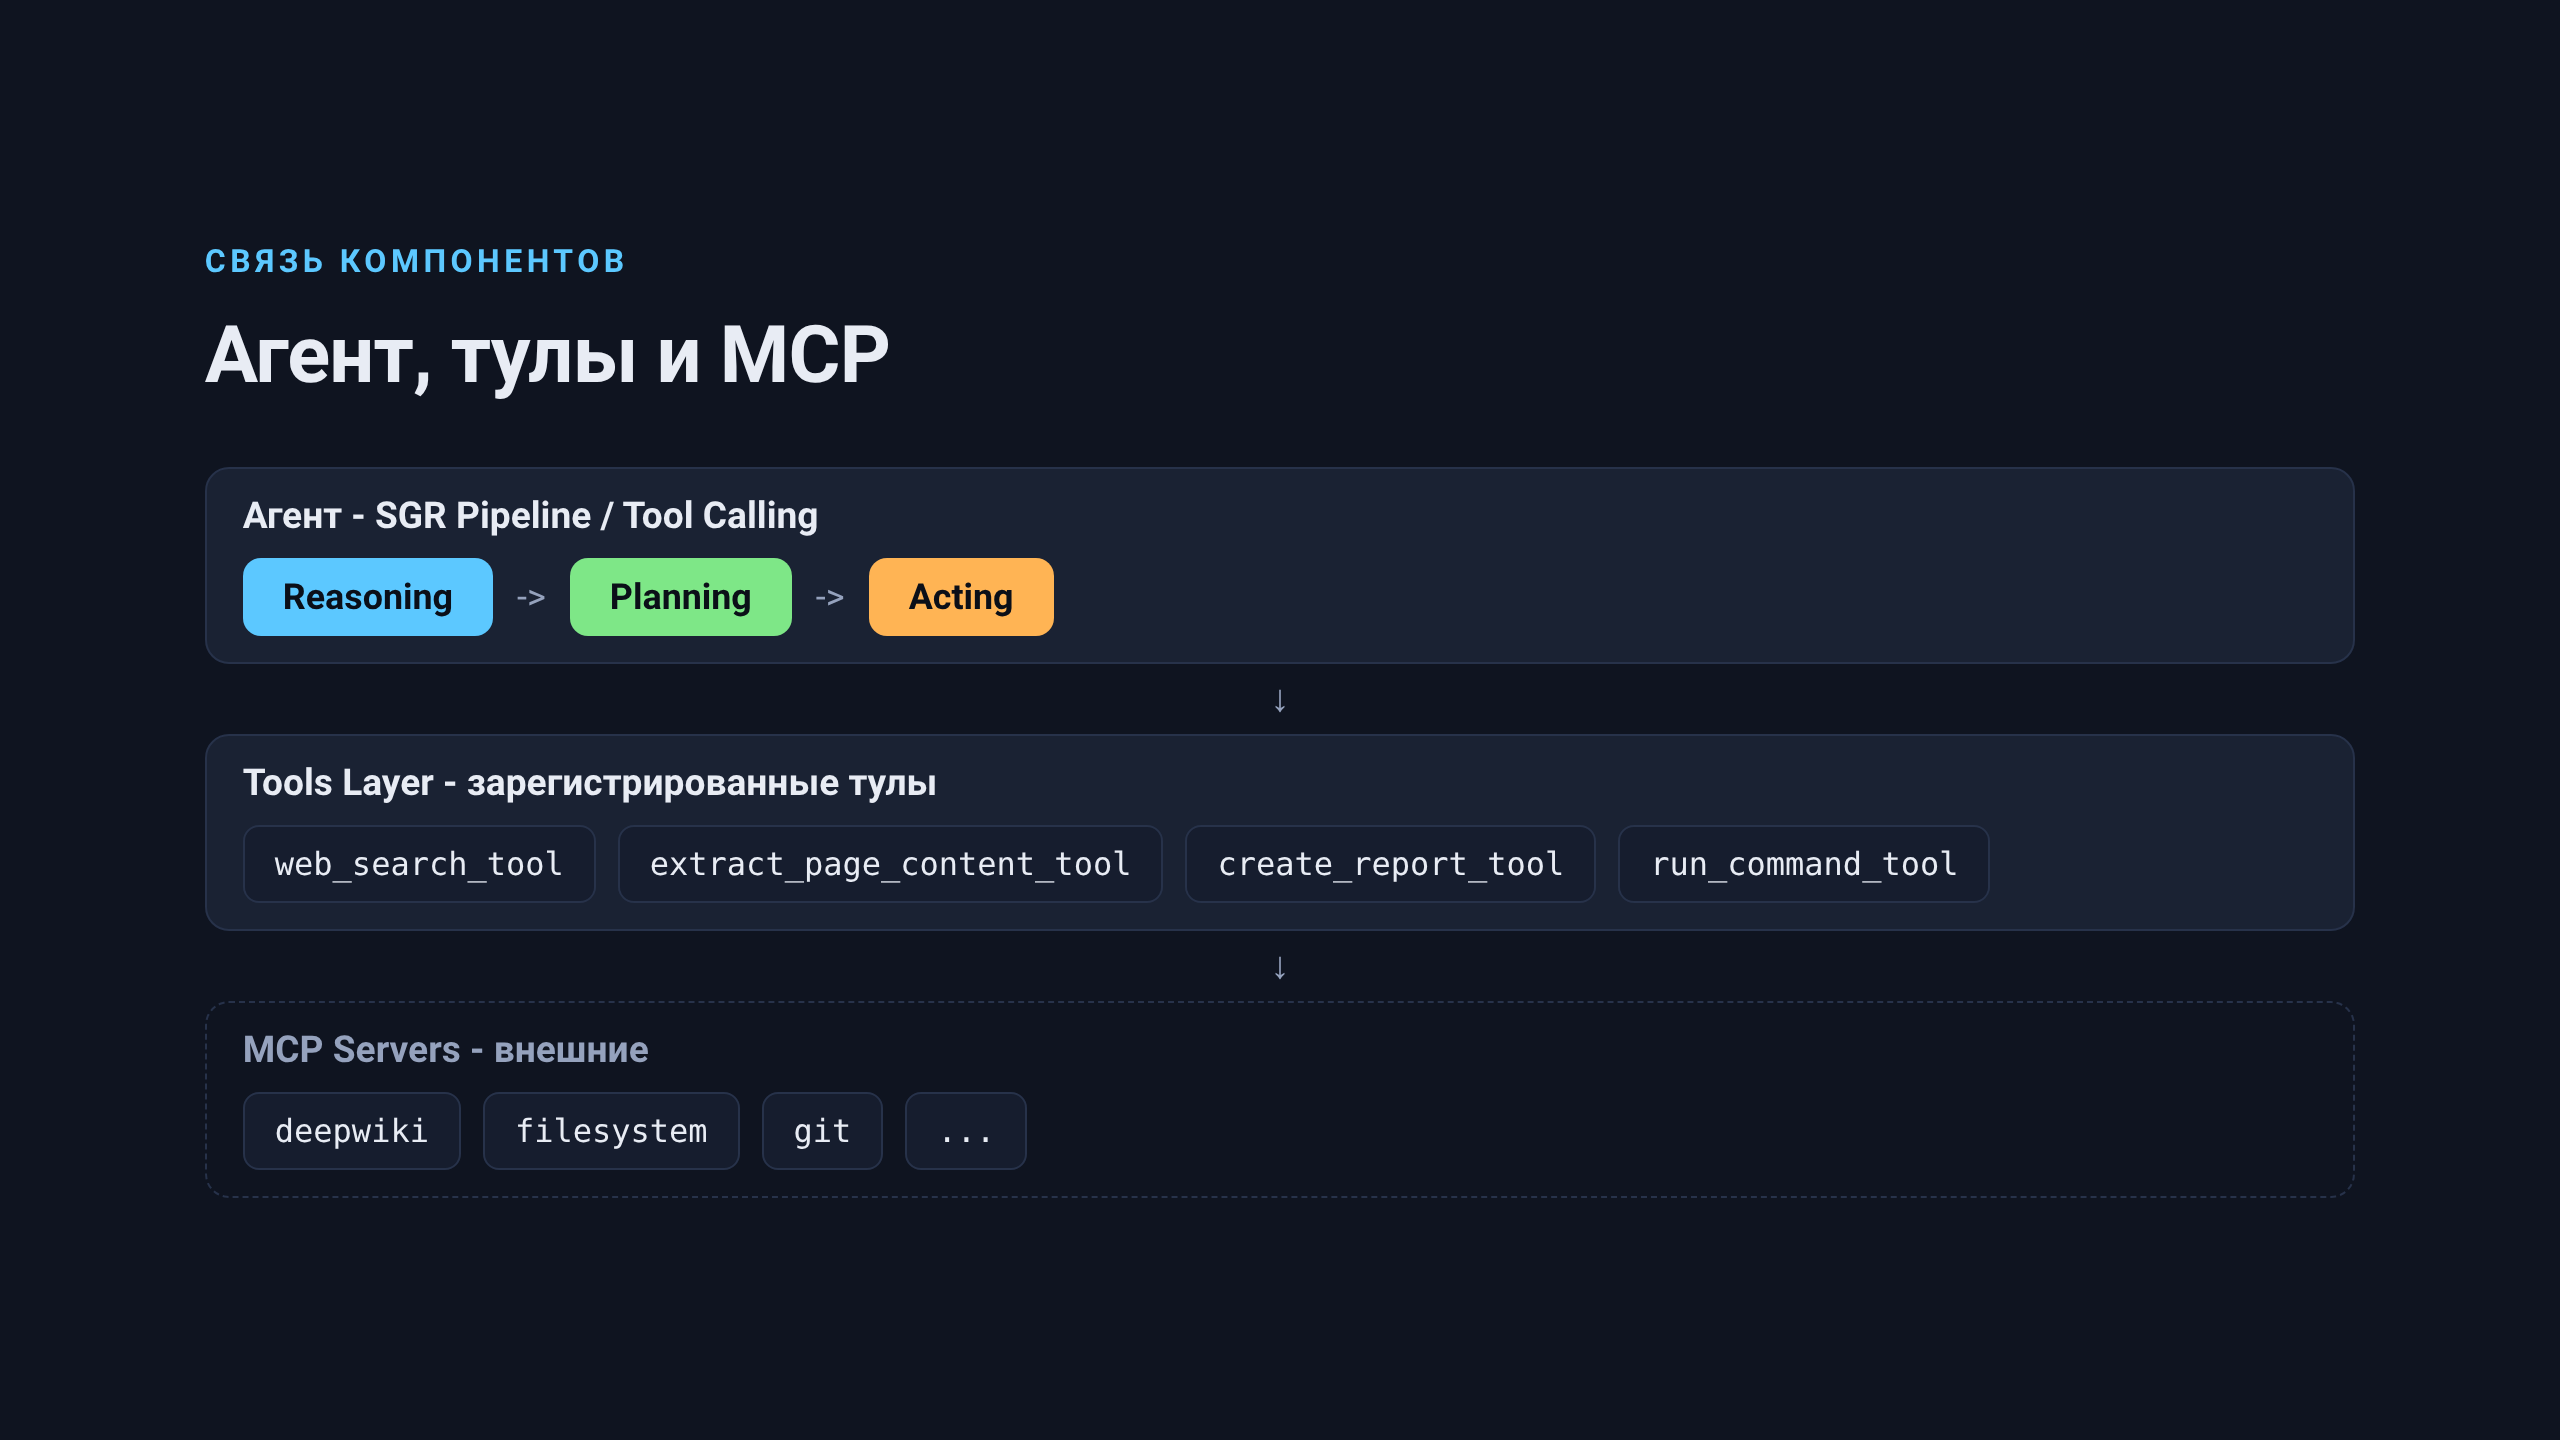 СВЯЗЬ КОМПОНЕНТОВ
Агент, тулы и MCP
Агент - SGR Pipeline / Tool Calling
Reasoning -> Planning -> Acting
↓
Tools Layer - зарегистрированные тулы
web_search_tool extract_page_content_tool create_report_tool run_command_tool
↓
MCP Servers - внешние
deepwiki filesystem git ...